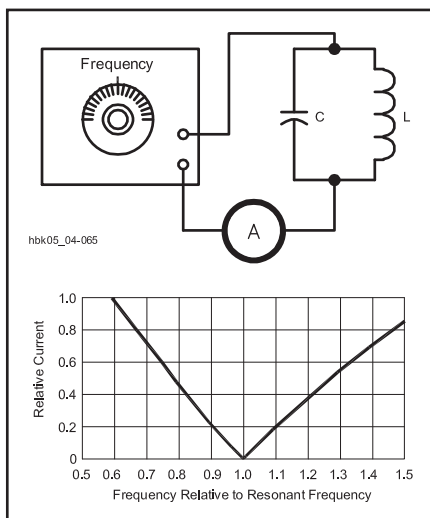 Frequency
C
L
A
hbk05_04-065
1.0
0.8
0.6
0.4
0.2
0
Relative Current
0.5 0.6 0.7 0.8 0.9 1.0 1.1 1.2 1.3 1.4 1.5
Frequency Relative to Resonant Frequency